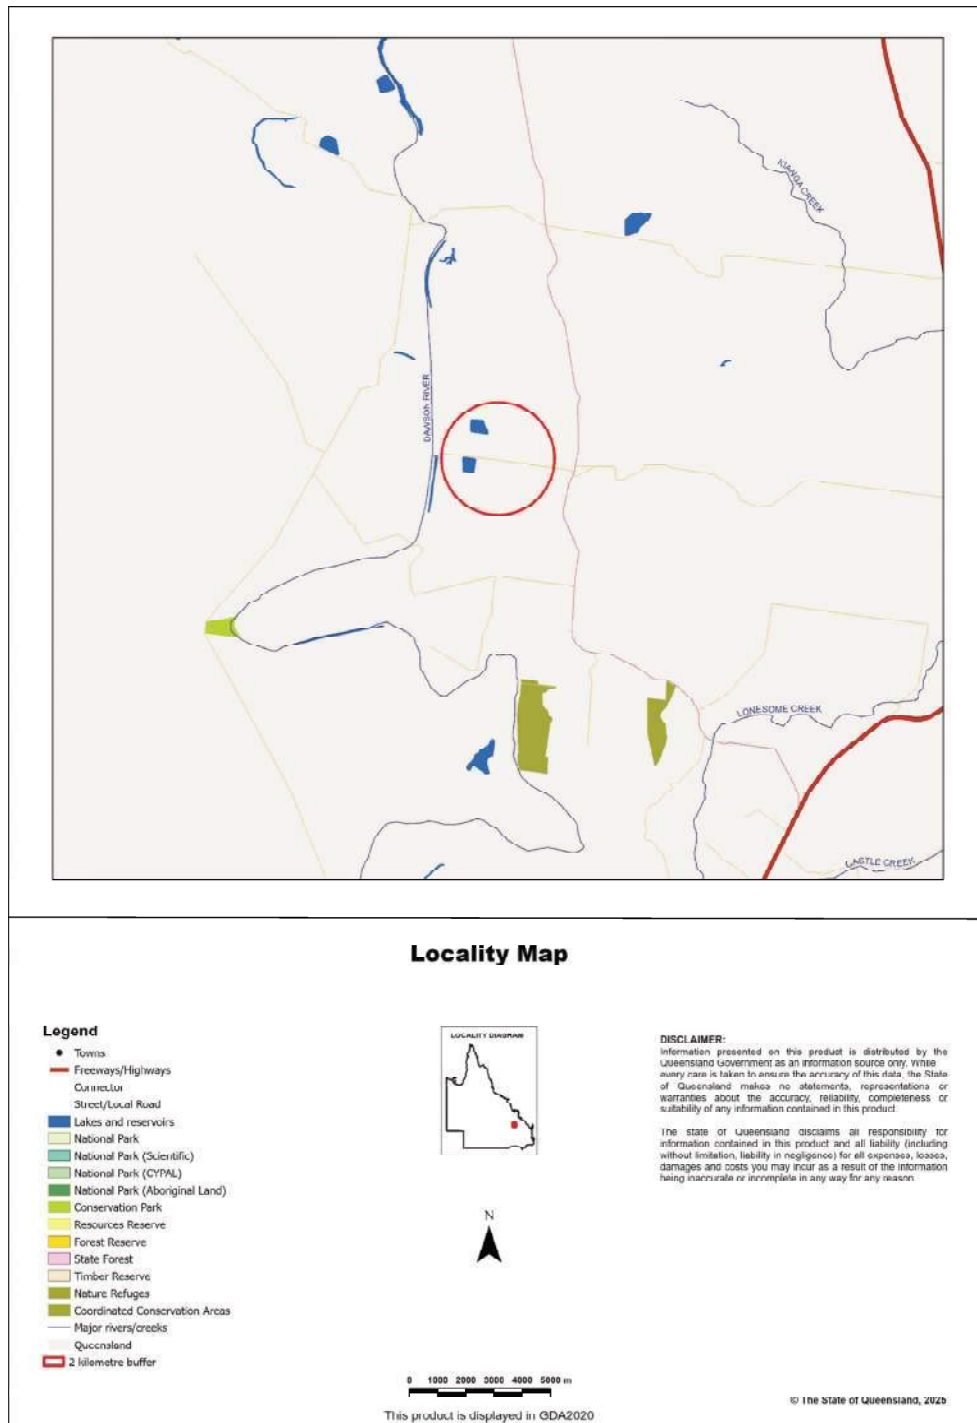 KIANGA CREEK
DAWSON RIVER
LONESOME CREEK
CASTLE CREEK
Locality Map
Legend
Towns
Freeways/Highways
Connector
Street/Local Road
Lakes and reservoirs
National Park
National Park (Scientific)
National Park (CYPAL)
National Park (Aboriginal Land)
Conservation Park
Resources Reserve
Forest Reserve
State Forest
Timber Reserve
Nature Refuges
Coordinated Conservation Areas
Major rivers/creeks
Queensland
2 kilometre buffer
LOCALITY DIAGRAM
N
0 1000 2000 3000 4000 5000 m
This product is displayed in GDA2020
DISCLAIMER:
Information presented on this product is distributed by the
Queensland Government as an information source only. While
every care is taken to ensure the accuracy of this data, the State
of Queensland makes no statements, representations or
warranties about the accuracy, reliability, completeness or
suitability of any information contained in this product.
The state of Queensland disclaims all responsibility for
information contained in this product and all liability (including
without limitation, liability in negligence) for all expenses, losses,
damages and costs you may incur as a result of the information
being inaccurate or incomplete in any way for any reason
© The State of Queensland, 2025